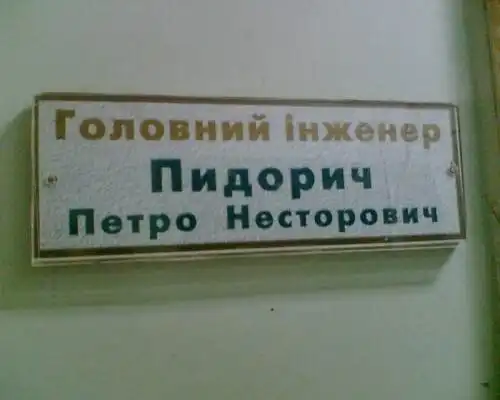 Головний інженер
Пидорич
Петро Несторович